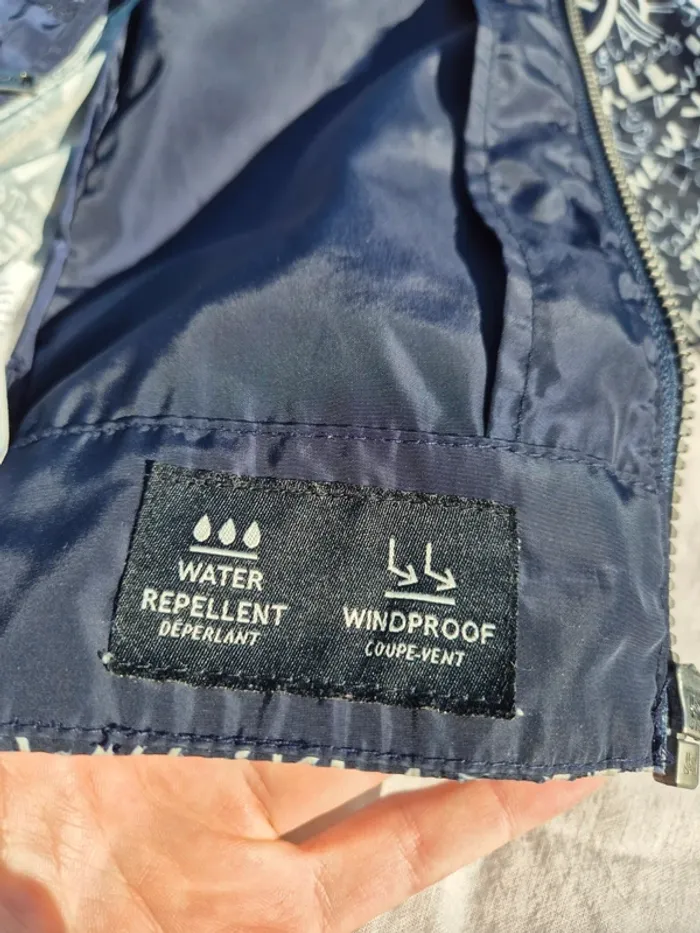 WATER
REPELLENT
DÉPERLANT
WINDPROOF
COUPE-VENT